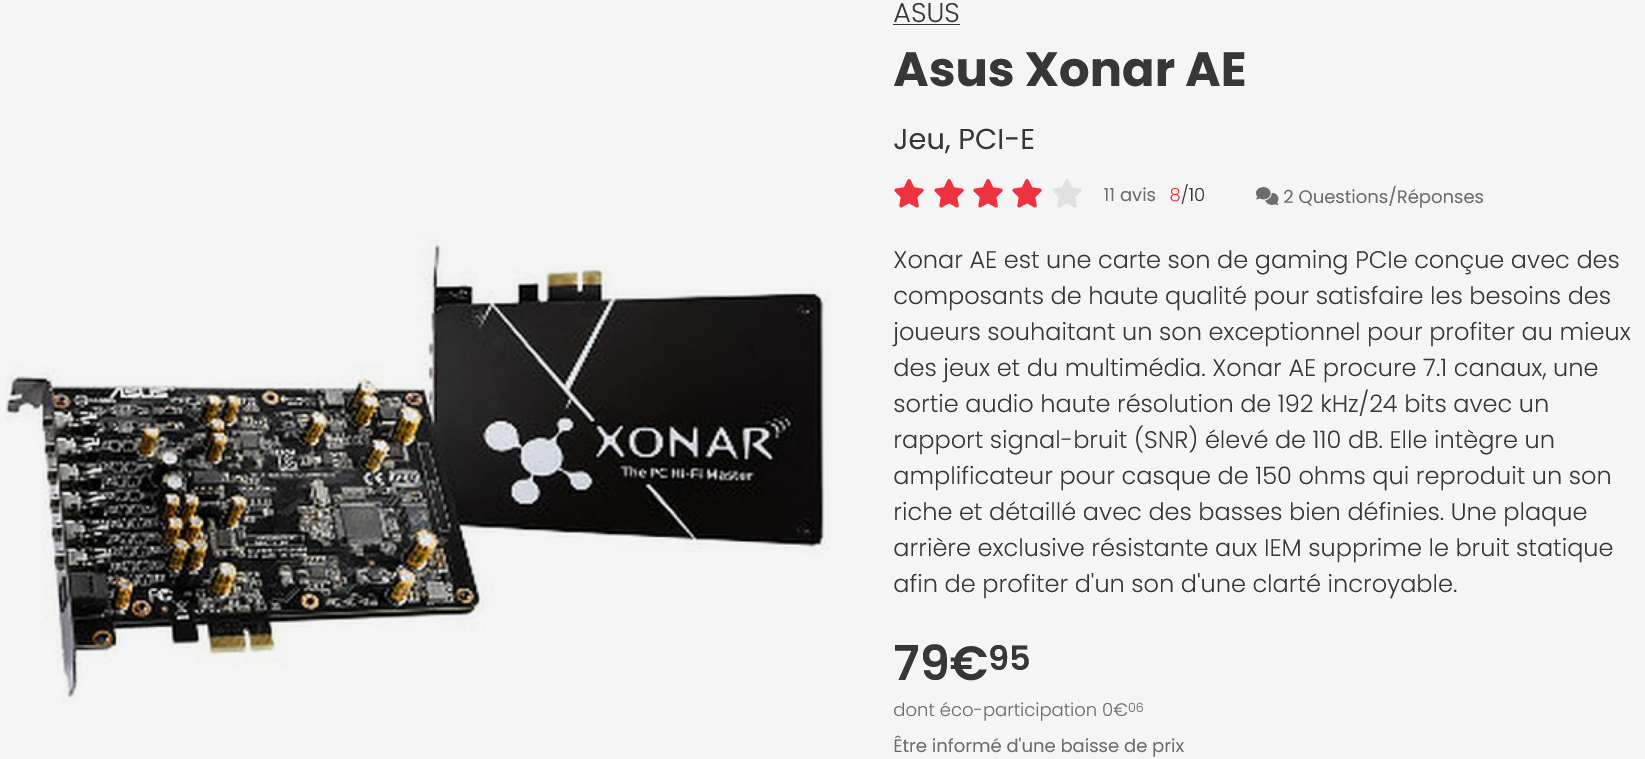 ASUS
Asus Xonar AE
Jeu, PCI-E
11 avis 8/10 2 Questions/Réponses
Xonar AE est une carte son de gaming PCIe conçue avec des
composants de haute qualité pour satisfaire les besoins des
joueurs souhaitant un son exceptionnel pour profiter au mieux
des jeux et du multimédia. Xonar AE procure 7.1 canaux, une
sortie audio haute résolution de 192 kHz/24 bits avec un
rapport signal-bruit (SNR) élevé de 110 dB. Elle intègre un
amplificateur pour casque de 150 ohms qui reproduit un son
riche et détaillé avec des basses bien définies. Une plaque
arrière exclusive résistante aux IEM supprime le bruit statique
afin de profiter d'un son d'une clarté incroyable.
79€95
dont éco-participation 0€06
Être informé d'une baisse de prix
XONAR
The PC Hi-Fi Master
ASUS
CE
FC